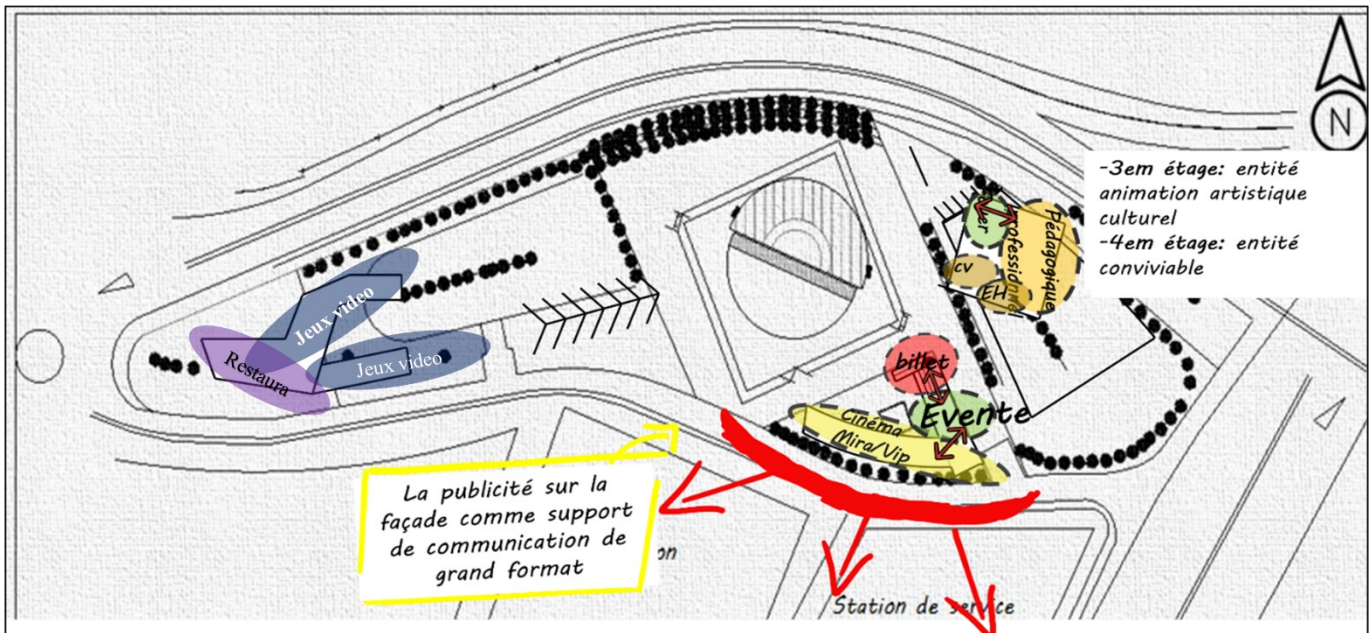 N
-3em étage: entité
animation artistique
culturel
-4em étage: entité
conviviable
Pédagogique
cv
EH
Jeux video
Jeux video
Restaura
billet
Evente
Cinéma
Mira/Vip
La publicité sur la
façade comme support
de communication de
grand format
Station de service